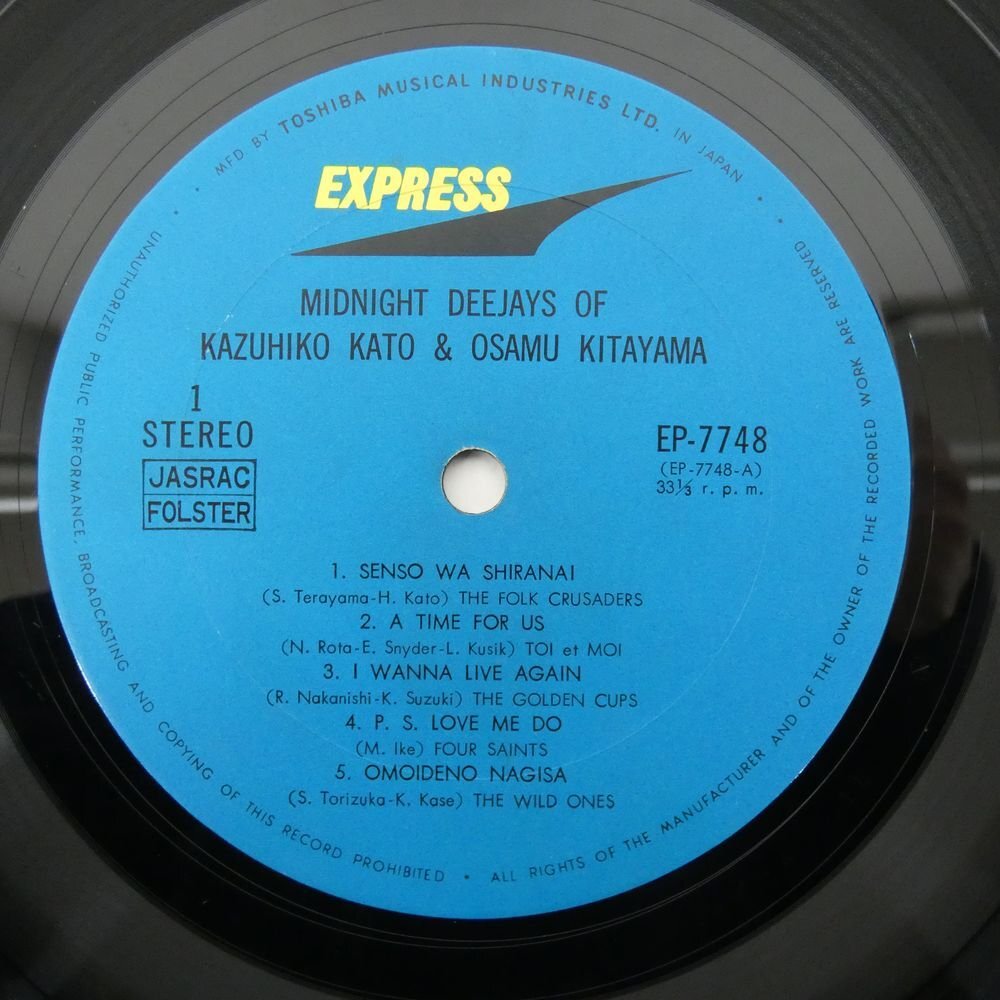 MFD BY TOSHIBA MUSICAL INDUSTRIES LTD. IN JAPAN
EXPRESS
MIDNIGHT DEEJAYS OF
KAZUHIKO KATO & OSAMU KITAYAMA
1
STEREO
JASRAC
FOLSTER
EP-7748
(EP-7748-A)
33⅓ r. p. m.
1. SENSO WA SHIRANAI
(S. Terayama-H. Kato) THE FOLK CRUSADERS
2. A TIME FOR US
(N. Rota-E. Snyder-L. Kusik) TOI et MOI
3. I WANNA LIVE AGAIN
(R. Nakanishi-K. Suzuki) THE GOLDEN CUPS
4. P. S. LOVE ME DO
(M. Ike) FOUR SAINTS
5. OMOIDENO NAGISA
(S. Torizuka-K. Kase) THE WILD ONES
UNAUTHORIZED PUBLIC PERFORMANCE, BROADCASTING AND COPYING OF THIS RECORD PROHIBITED • ALL RIGHTS OF THE MANUFACTURER AND OF THE OWNER OF THE RECORDED WORK ARE RESERVED